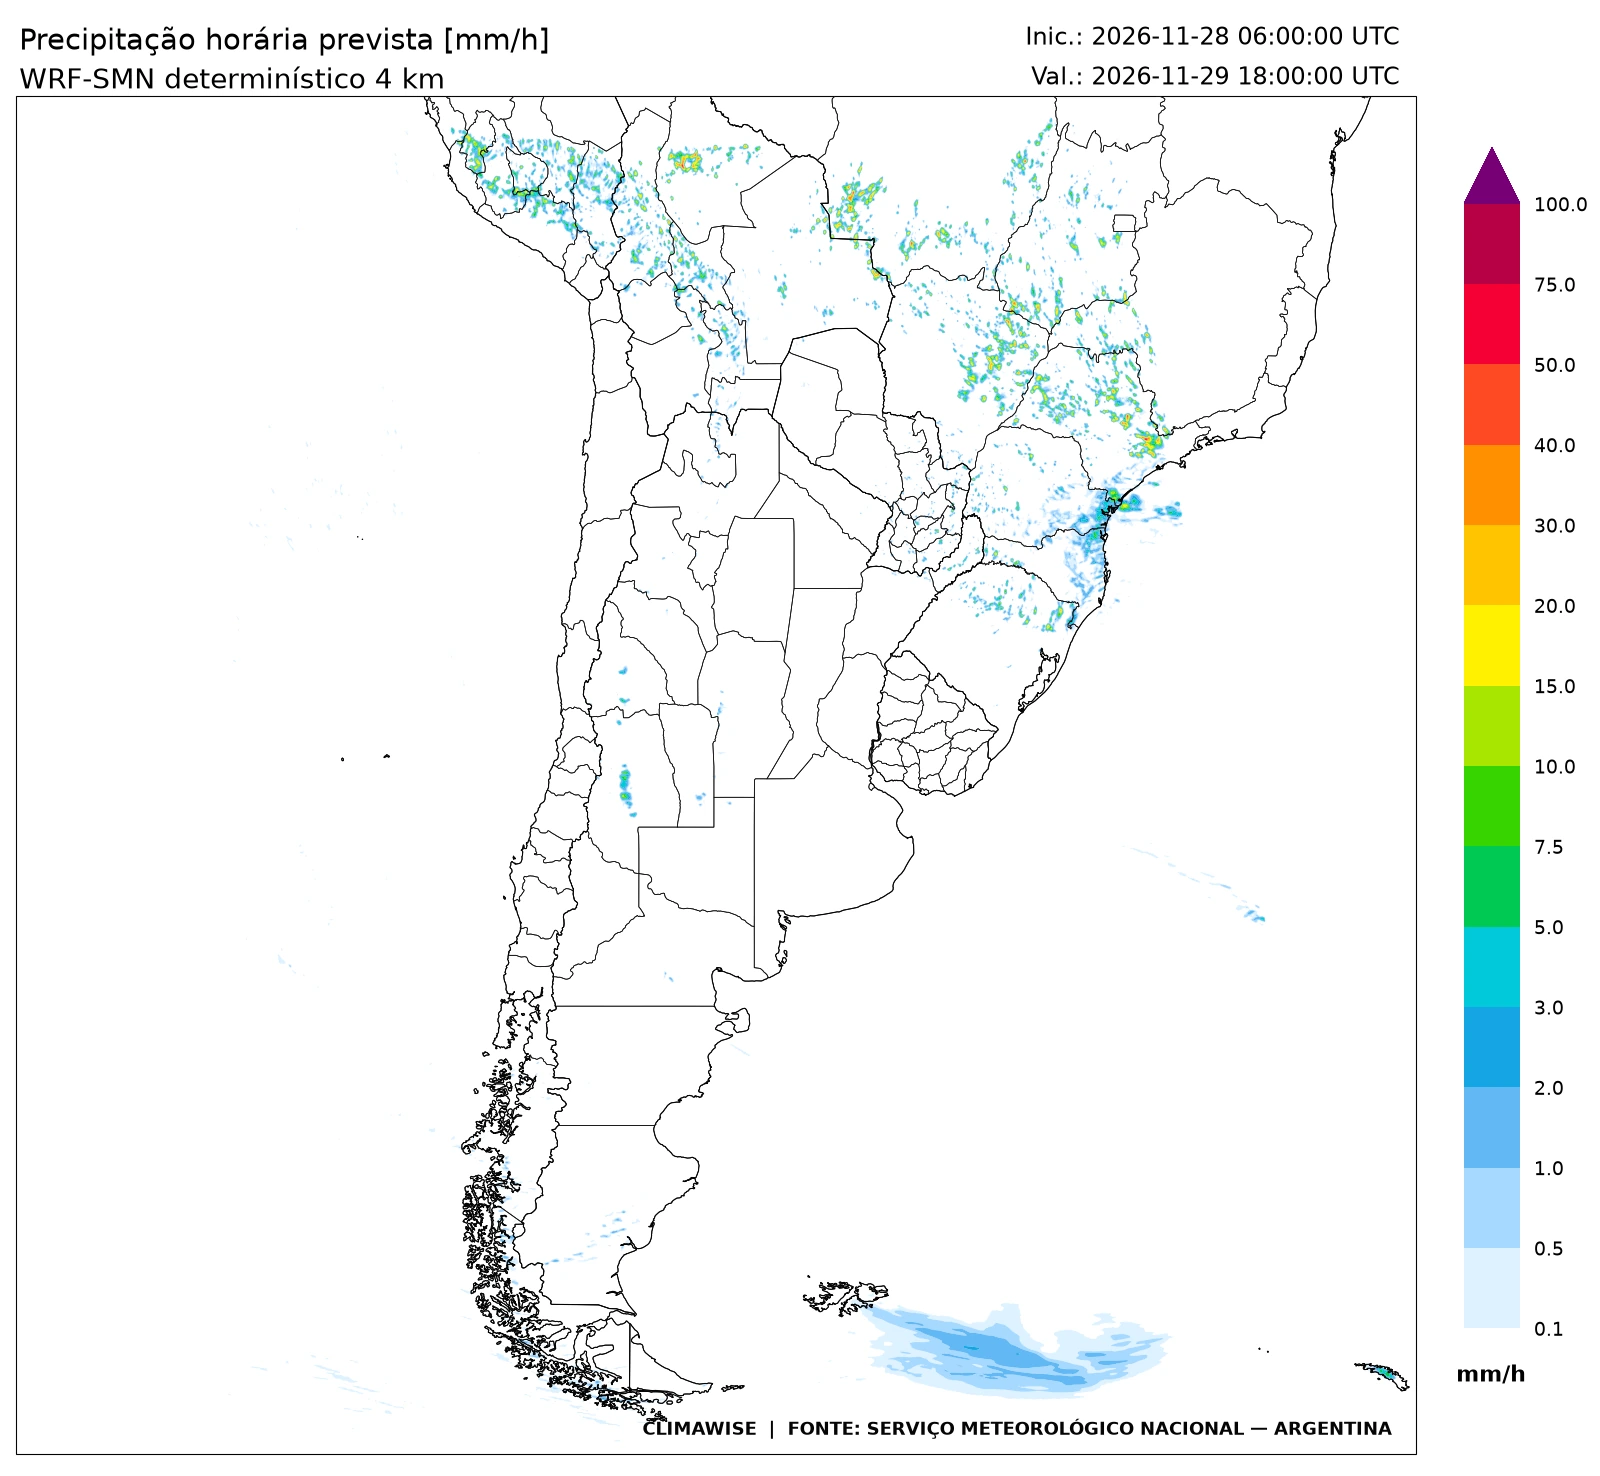 Precipitação horária prevista [mm/h]
WRF-SMN determinístico 4 km
Inic.: 2026-11-28 06:00:00 UTC
Val.: 2026-11-29 18:00:00 UTC
100.0
75.0
50.0
40.0
30.0
20.0
15.0
10.0
7.5
5.0
3.0
2.0
1.0
0.5
0.1
mm/h
CLIMAWISE | FONTE: SERVIÇO METEOROLÓGICO NACIONAL — ARGENTINA